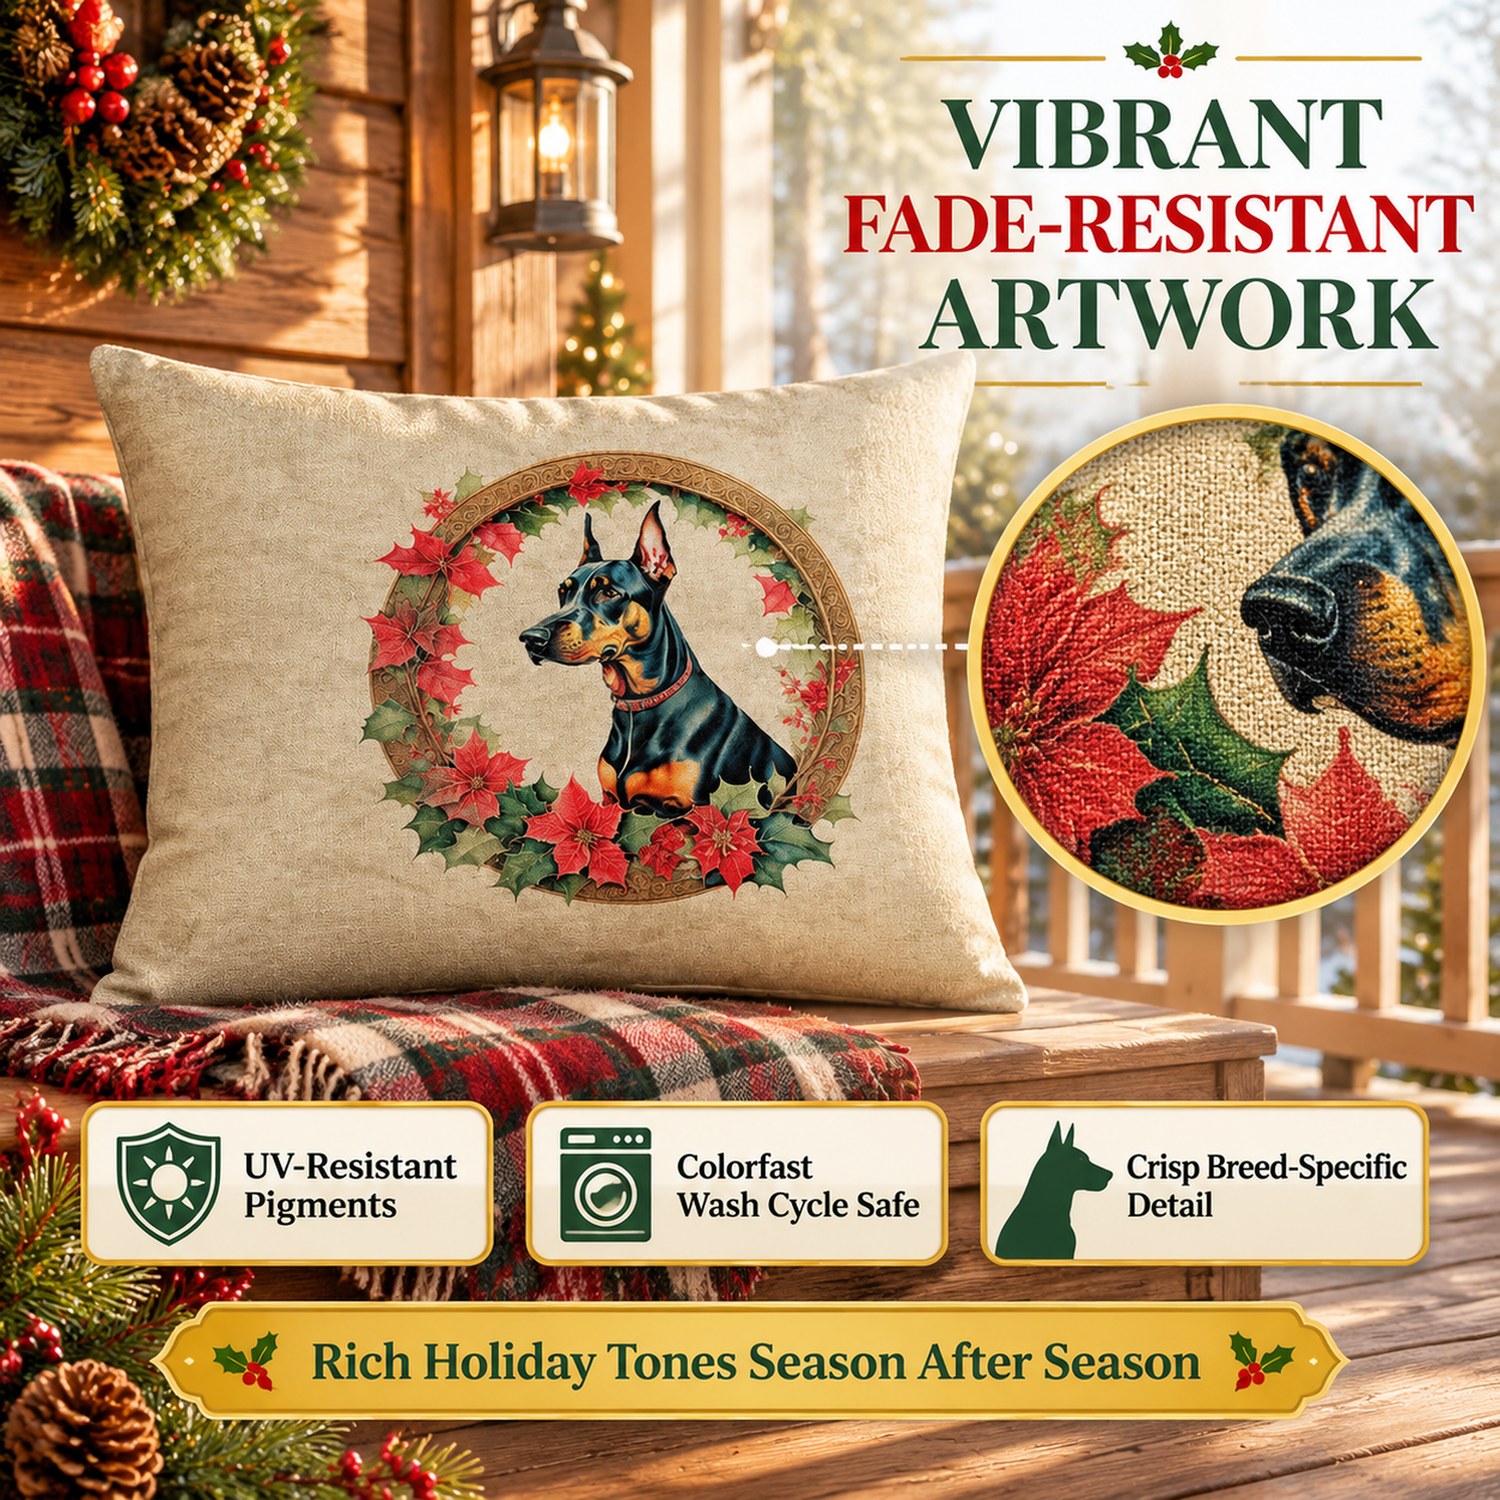 VIBRANT
FADE-RESISTANT
ARTWORK
UV-Resistant
Pigments
Colorfast
Wash Cycle Safe
Crisp Breed-Specific
Detail
Rich Holiday Tones Season After Season